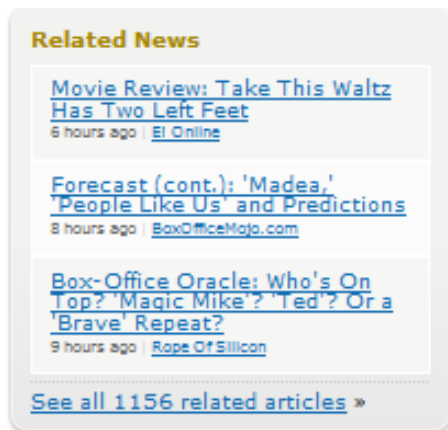 Related News
Movie Review: Take This Waltz
Has Two Left Feet
6 hours ago | E! Online
Forecast (cont.): 'Madea,'
'People Like Us' and Predictions
8 hours ago | BoxOfficeMojo.com
Box-Office Oracle: Who's On
Top? 'Magic Mike'? 'Ted'? Or a
'Brave' Repeat?
9 hours ago | Rope Of Silicon
See all 1156 related articles »